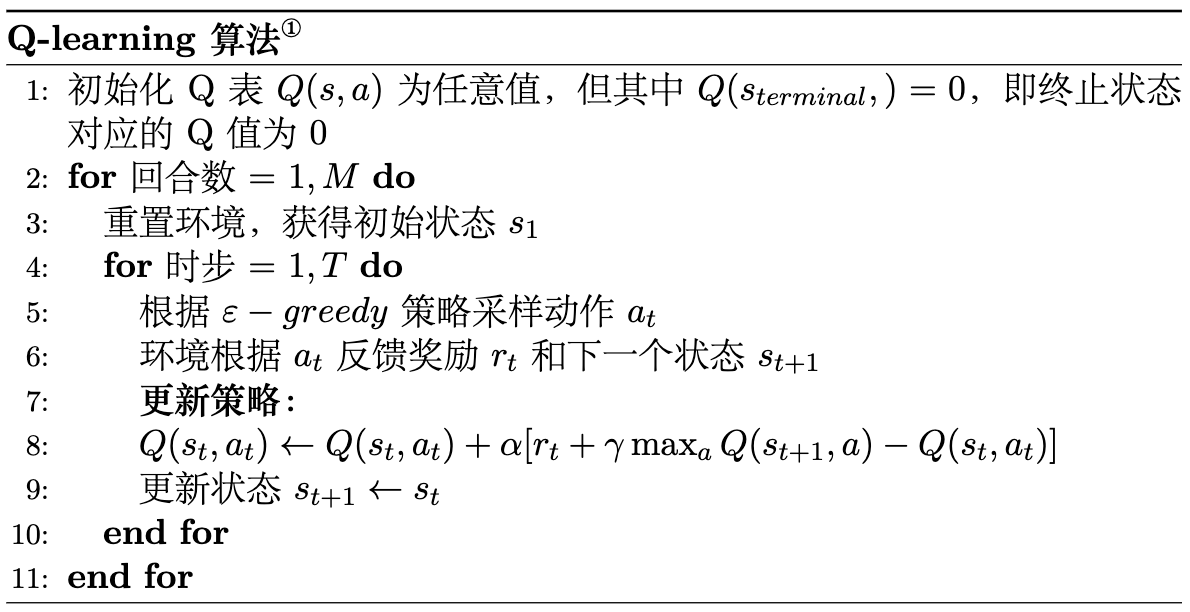 Q-learning 算法①
1: 初始化 Q 表 Q(s, a) 为任意值，但其中 Q(s_{terminal}, ) = 0，即终止状态
对应的 Q 值为 0
2: for 回合数 = 1, M do
3: 重置环境，获得初始状态 s_1
4: for 时步 = 1, T do
5: 根据 ε − greedy 策略采样动作 a_t
6: 环境根据 a_t 反馈奖励 r_t 和下一个状态 s_{t+1}
7: 更新策略：
8: Q(s_t, a_t) ← Q(s_t, a_t) + α[r_t + γ max_a Q(s_{t+1}, a) − Q(s_t, a_t)]
9: 更新状态 s_{t+1} ← s_t
10: end for
11: end for